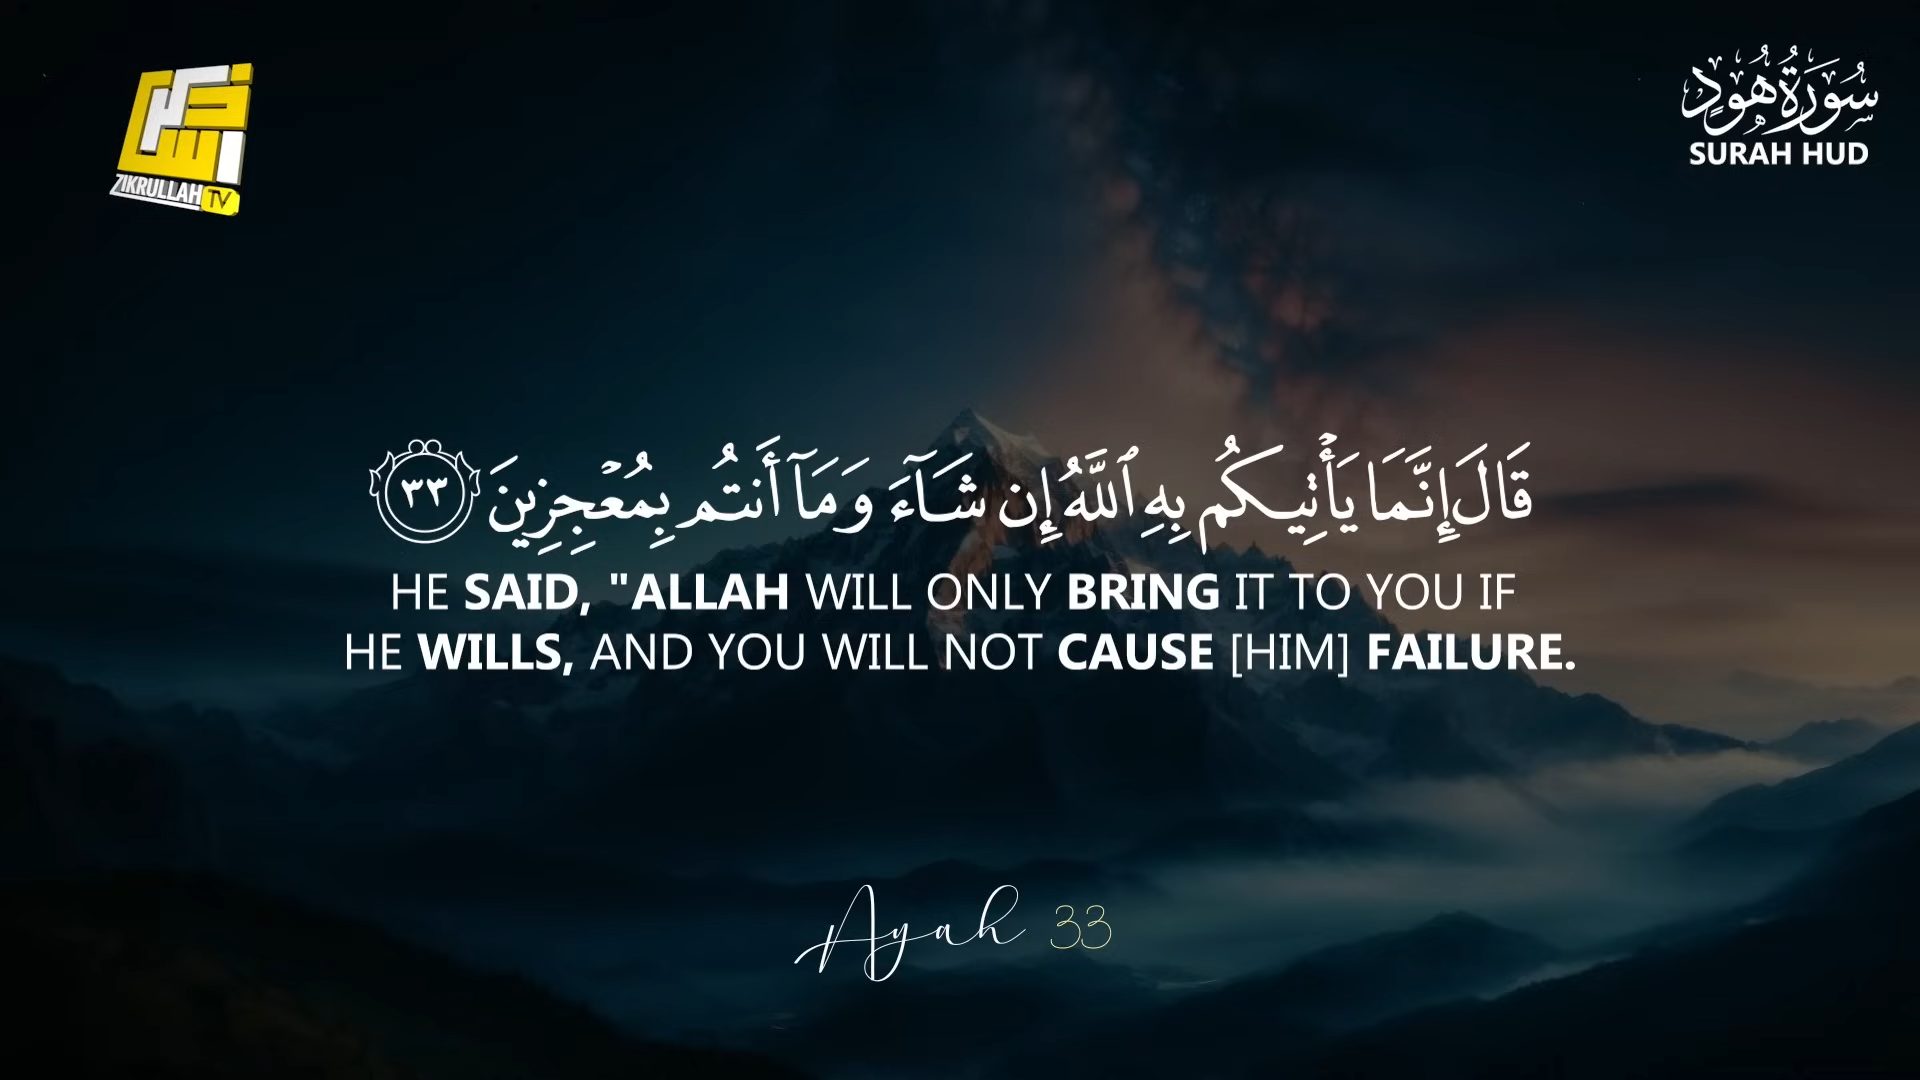 ZIKRULLAH TV
سُورَةُ هُودٍ
SURAH HUD
قَالَ إِنَّمَا يَأْتِيكُم بِهِ ٱللَّهُ إِن شَآءَ وَمَآ أَنتُم بِمُعْجِزِينَ ٣٣
HE SAID, "ALLAH WILL ONLY BRING IT TO YOU IF
HE WILLS, AND YOU WILL NOT CAUSE [HIM] FAILURE.
Ayah 33